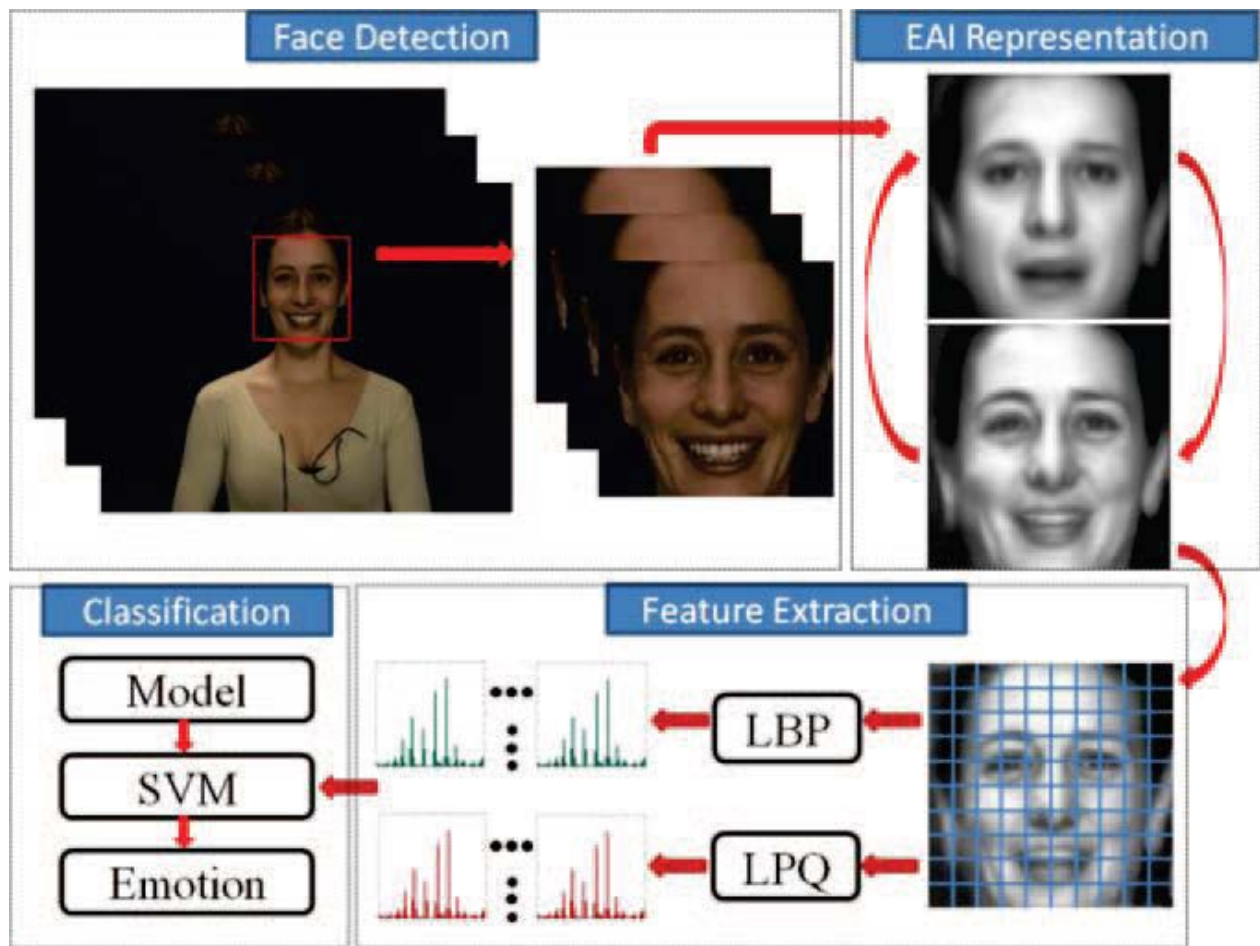 Face Detection
EAI Representation
Classification
Feature Extraction
Model
SVM
Emotion
LBP
LPQ